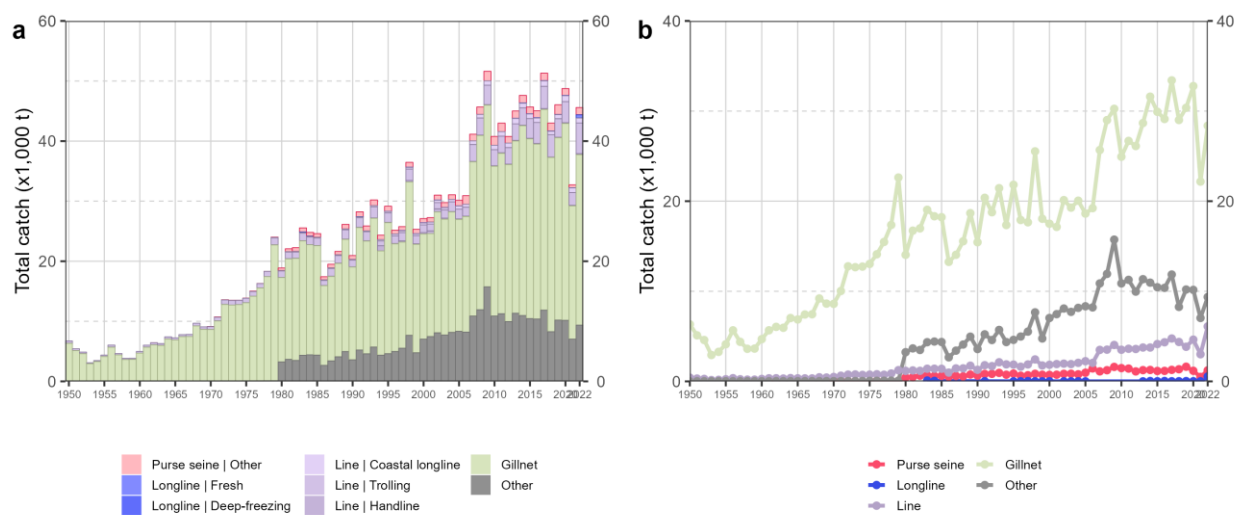 a
60
60
40
40
20
20
0
0
Total catch (x1,000 t)
1950 1955 1960 1965 1970 1975 1980 1985 1990 1995 2000 2005 2010 2015 2020 2022
Purse seine | Other
Longline | Fresh
Longline | Deep-freezing
Line | Coastal longline
Line | Trolling
Line | Handline
Gillnet
Other
b
40
40
20
20
0
0
Total catch (x1,000 t)
1950 1955 1960 1965 1970 1975 1980 1985 1990 1995 2000 2005 2010 2015 2020 2022
Purse seine
Longline
Line
Gillnet
Other